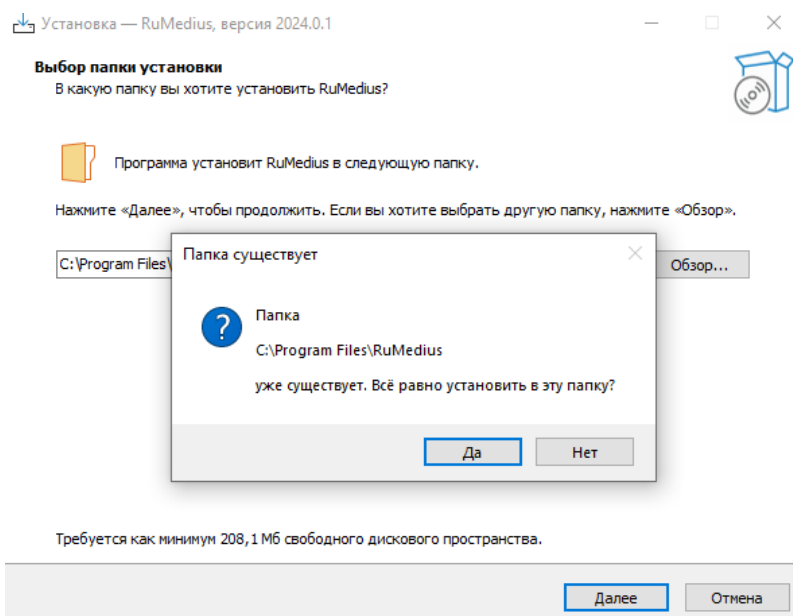 Установка — RuMedius, версия 2024.0.1
Выбор папки установки
В какую папку вы хотите установить RuMedius?
Программа установит RuMedius в следующую папку.
Нажмите «Далее», чтобы продолжить. Если вы хотите выбрать другую папку, нажмите «Обзор».
C:\Program Files\
Обзор...
Папка существует
Папка
C:\Program Files\RuMedius
уже существует. Всё равно установить в эту папку?
Да
Нет
Требуется как минимум 208,1 Мб свободного дискового пространства.
Далее
Отмена